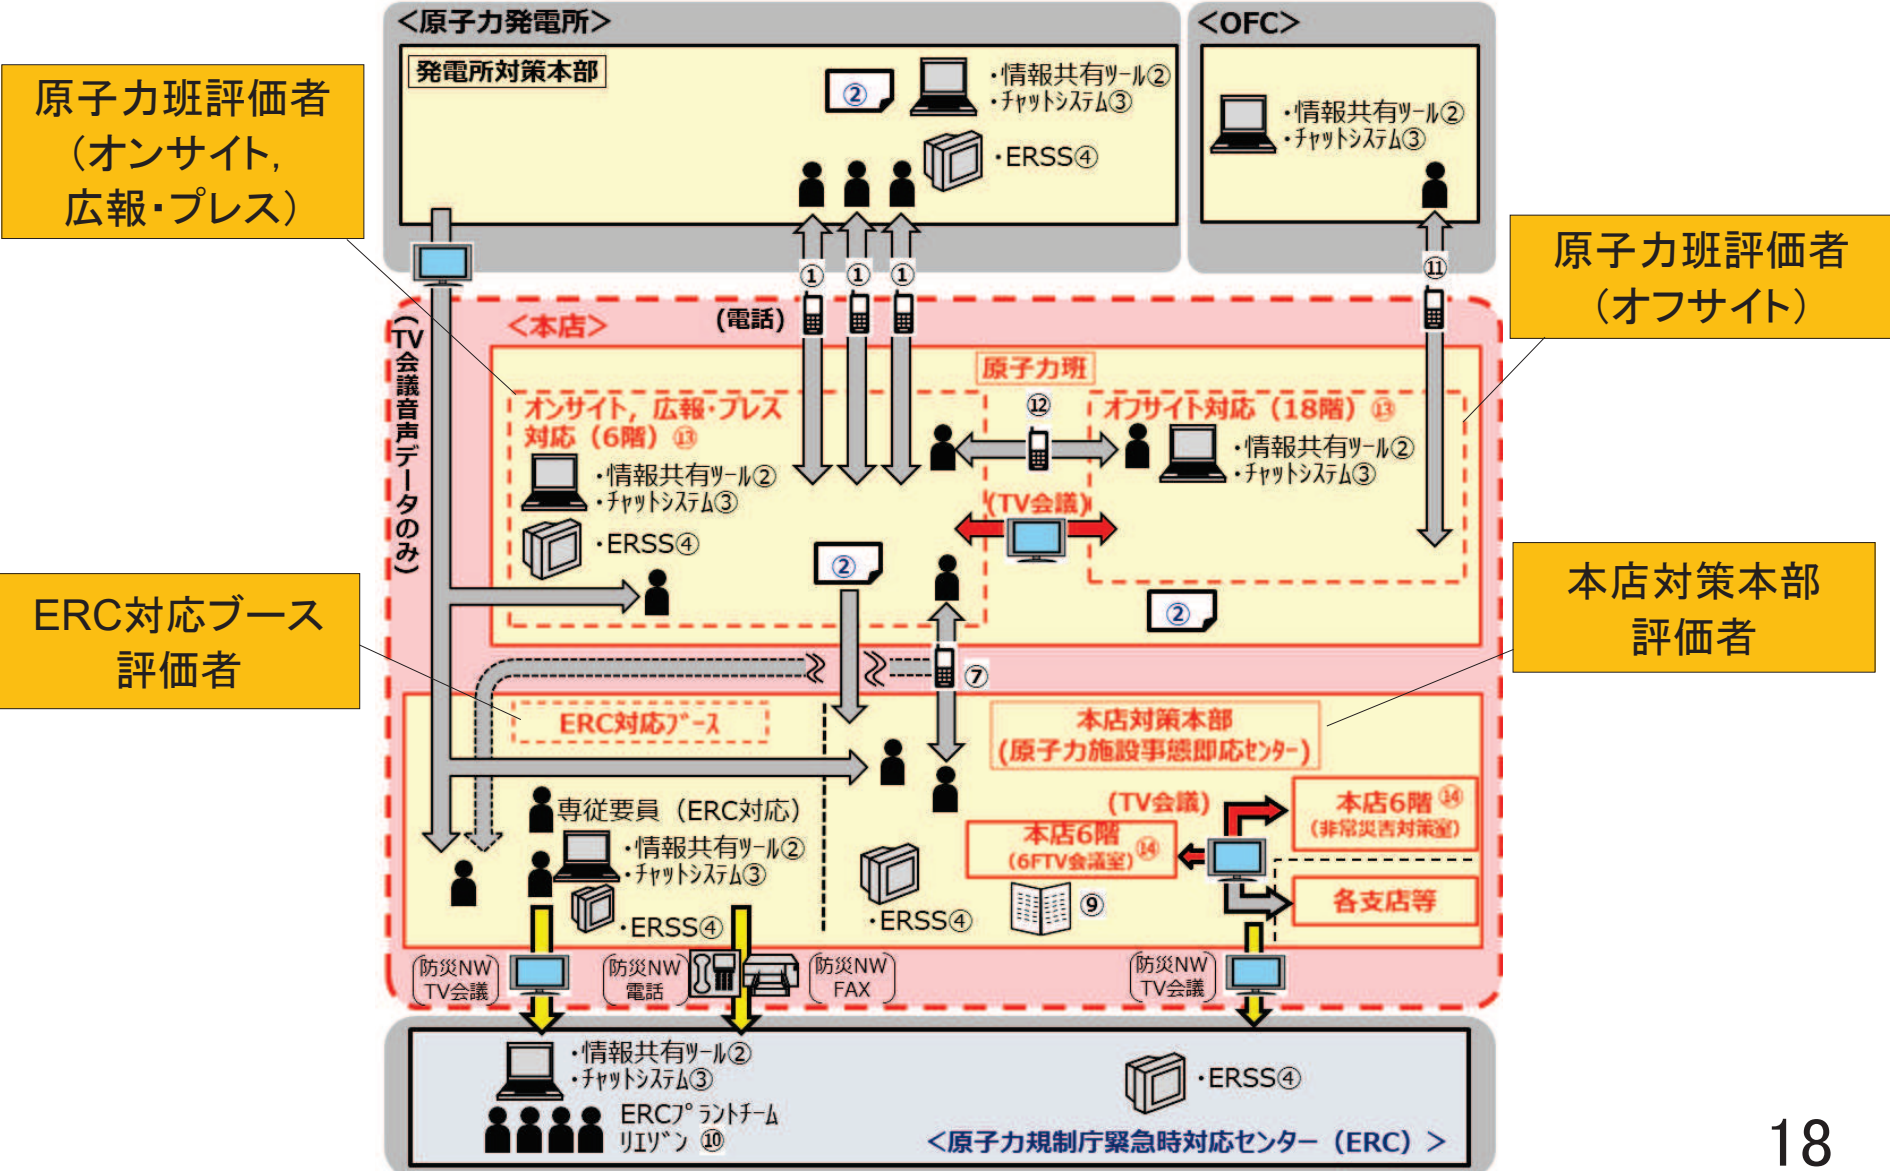 <原子力発電所>
<OFC>
発電所対策本部
②
・情報共有ﾂｰﾙ②
・ﾁｬｯﾄｼｽﾃﾑ③
・ERSS④
・情報共有ﾂｰﾙ②
・ﾁｬｯﾄｼｽﾃﾑ③
原子力班評価者
（オンサイト,
広報・プレス）
原子力班評価者
（オフサイト）
① ① ①
⑪
(TV会議音声データのみ)
<本店>
(電話)
原子力班
オンサイト，広報・プレス
対応（6階）⑬
・情報共有ﾂｰﾙ②
・ﾁｬｯﾄｼｽﾃﾑ③
・ERSS④
⑫
(TV会議)
オフサイト対応（18階）⑬
・情報共有ﾂｰﾙ②
・ﾁｬｯﾄｼｽﾃﾑ③
②
②
ERC対応ブース
評価者
本店対策本部
評価者
⑦
ERC対応ﾌﾞｰｽ
本店対策本部
(原子力施設事態即応ｾﾝﾀｰ)
専従要員（ERC対応）
・情報共有ﾂｰﾙ②
・ﾁｬｯﾄｼｽﾃﾑ③
・ERSS④
・ERSS④
⑨
(TV会議)
本店6階⑭
(6FTV会議室)
本店6階⑭
(非常災害対策室)
各支店等
防災NW
TV会議
防災NW
電話
防災NW
FAX
防災NW
TV会議
・情報共有ﾂｰﾙ②
・ﾁｬｯﾄｼｽﾃﾑ③
ERCﾌﾟﾗﾝﾄﾁｰﾑ
ﾘｴｿﾞﾝ ⑩
・ERSS④
<原子力規制庁緊急時対応センター（ERC）>
18